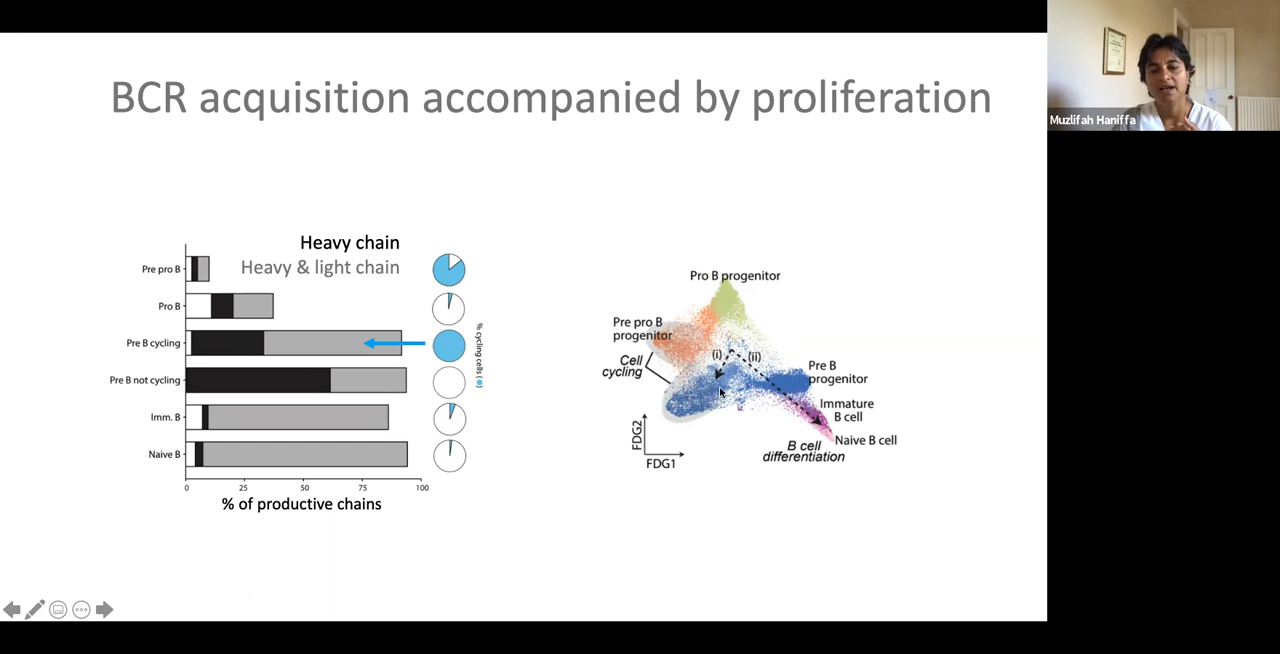 BCR acquisition accompanied by proliferation
Muzlifah Haniffa
Heavy chain
Heavy & light chain
Pre pro B
Pro B
Pre B cycling
Pre B not cycling
Imm. B
Naive B
0 25 50 75 100
% of productive chains
% cycling cells ( )
Pro B progenitor
Pre pro B
progenitor
Cell
cycling
(i) (ii)
Pre B
progenitor
Immature
B cell
Naive B cell
B cell
differentiation
FDG2
FDG1